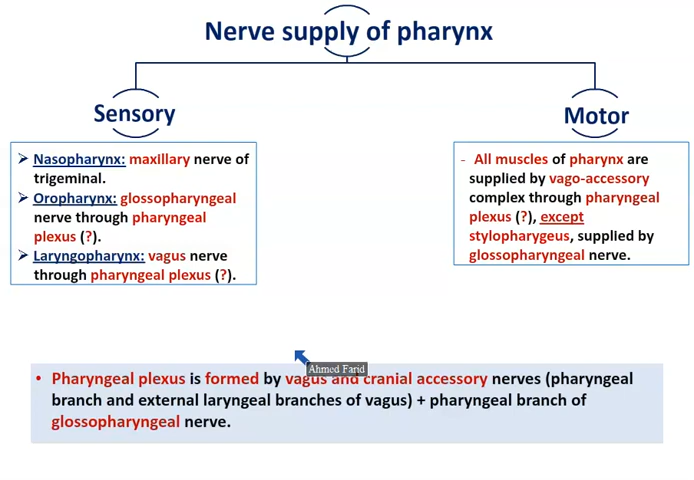 Nerve supply of pharynx
Sensory
➢ Nasopharynx: maxillary nerve of
trigeminal.
➢ Oropharynx: glossopharyngeal
nerve through pharyngeal
plexus (?).
➢ Laryngopharynx: vagus nerve
through pharyngeal plexus (?).
Motor
- All muscles of pharynx are
supplied by vago-accessory
complex through pharyngeal
plexus (?), except
stylopharygeus, supplied by
glossopharyngeal nerve.
Ahmed Farid
• Pharyngeal plexus is formed by vagus and cranial accessory nerves (pharyngeal
branch and external laryngeal branches of vagus) + pharyngeal branch of
glossopharyngeal nerve.